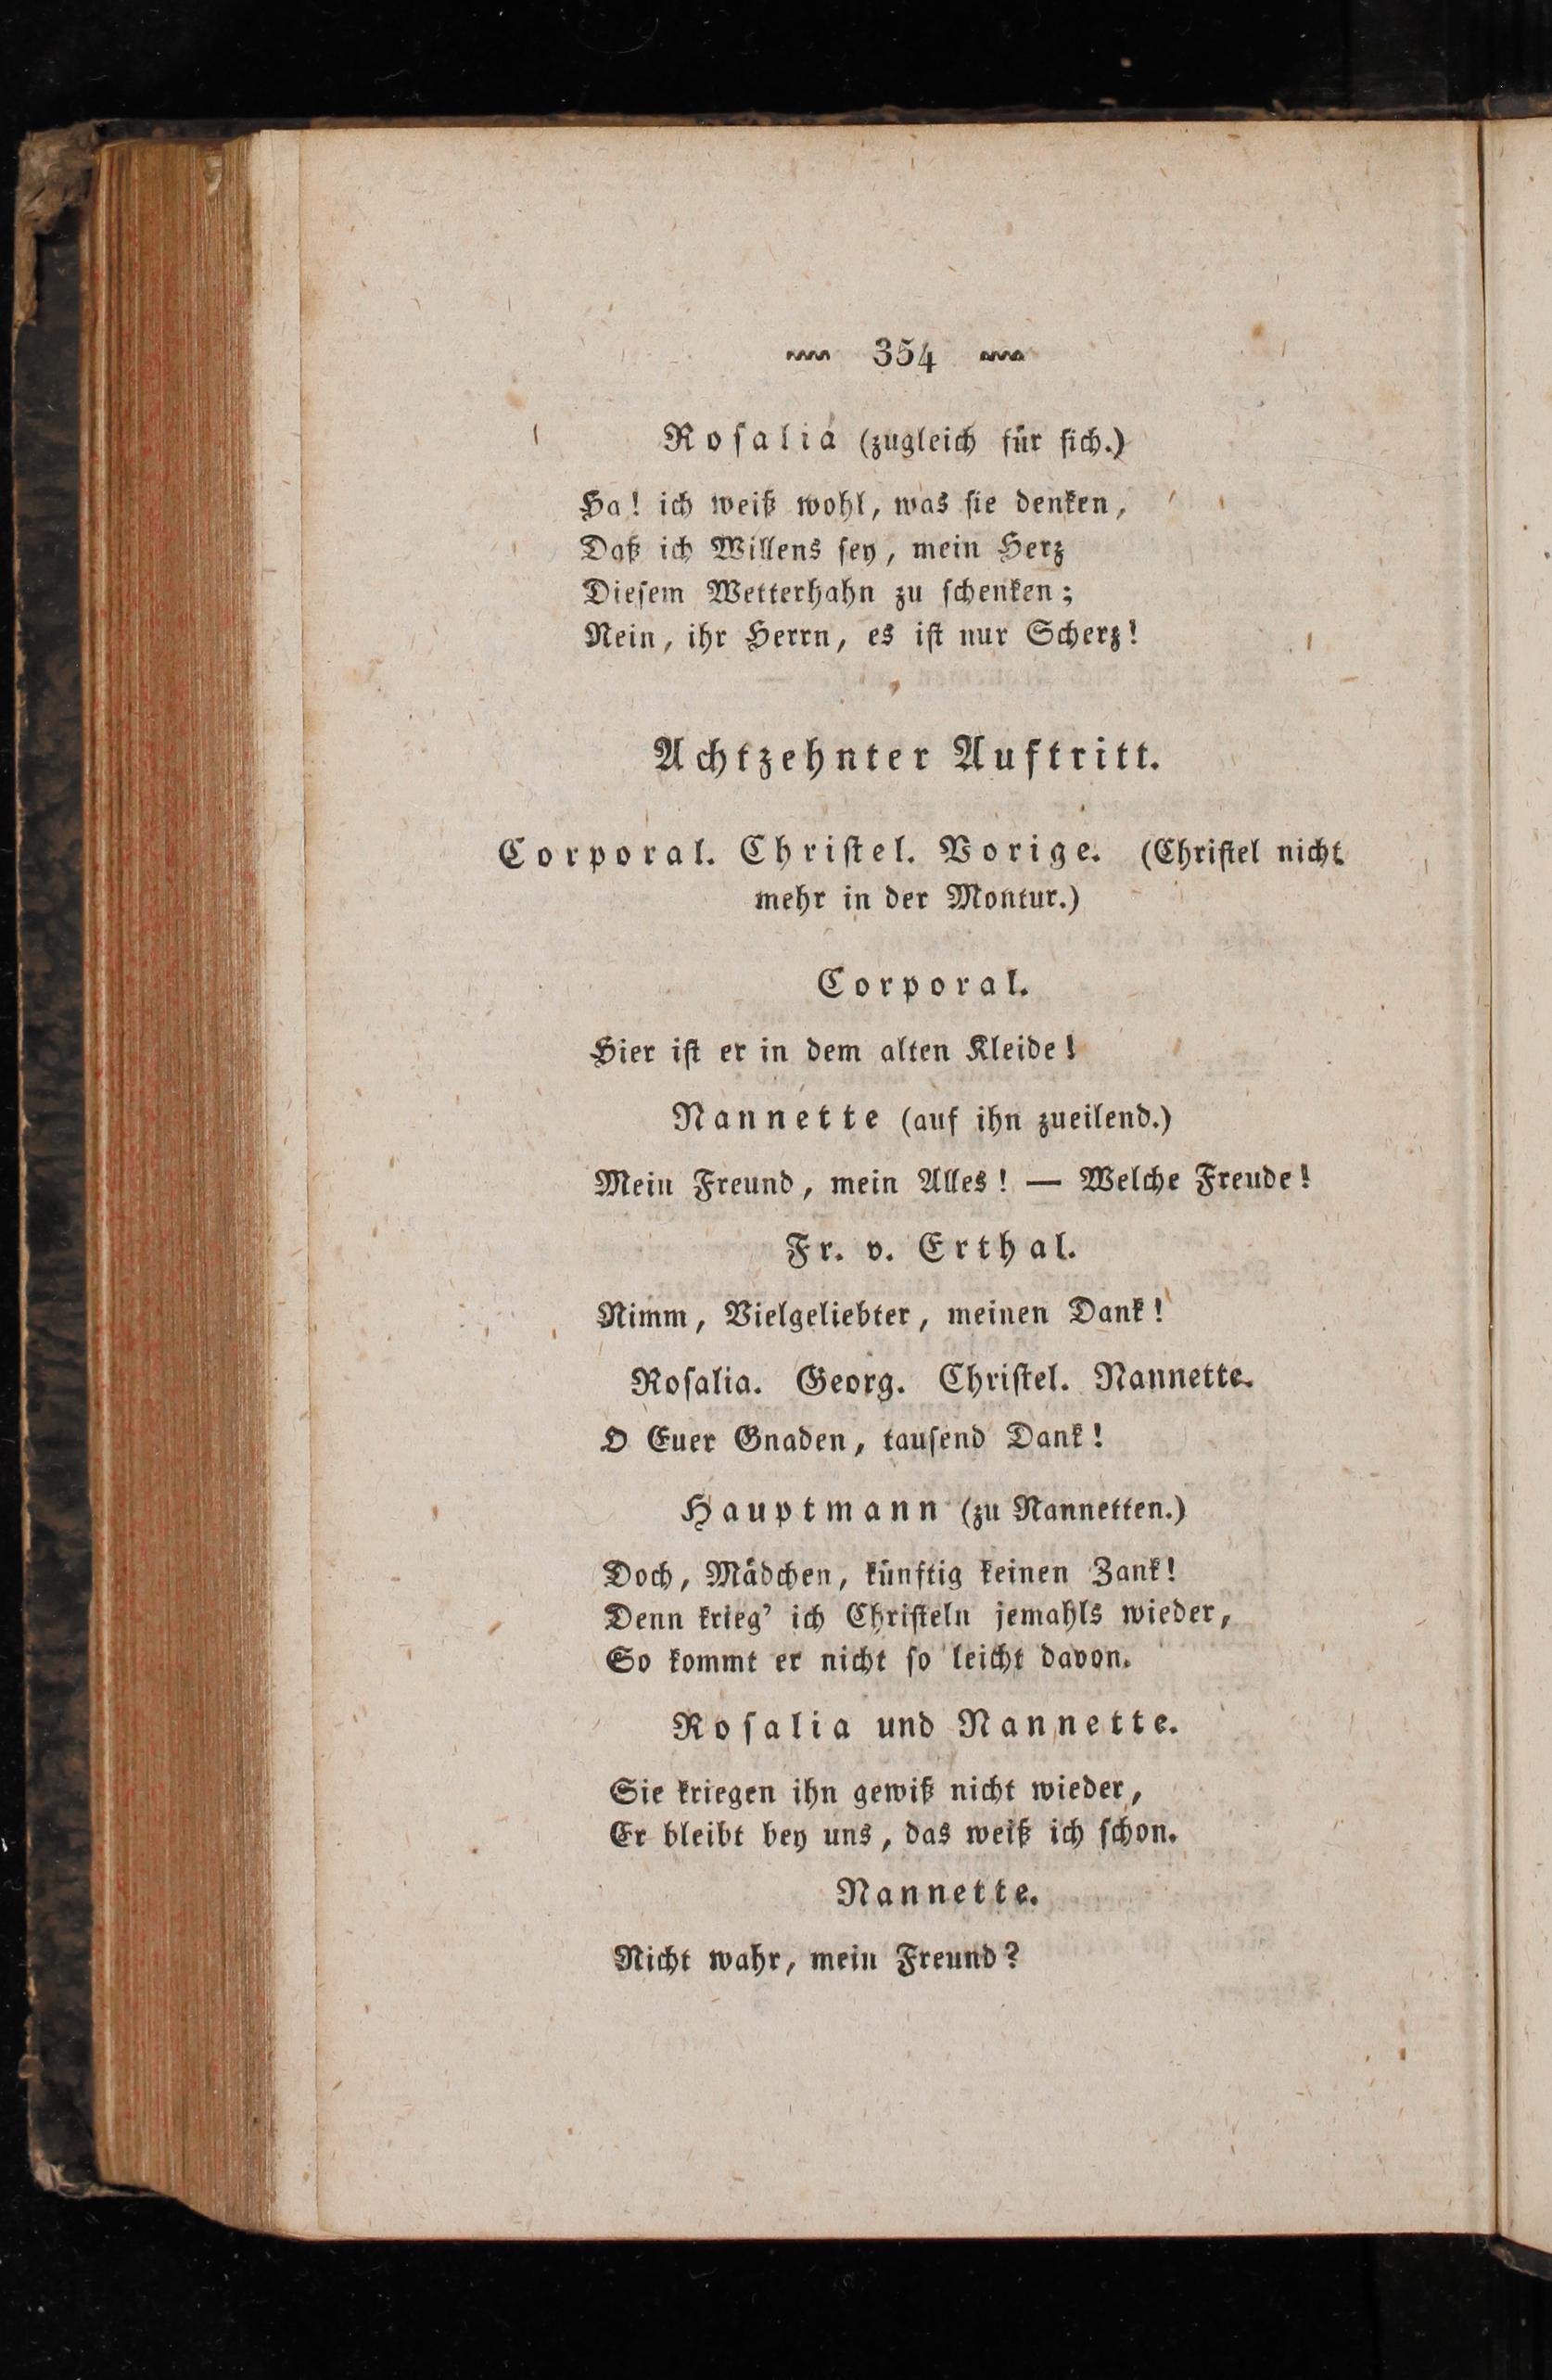 354
Rosalia (zugleich für sich.)
Ha! ich weiß wohl, was sie denken,
Daß ich Willens sey, mein Herz
Diesem Wetterhahn zu schenken;
Nein, ihr Herrn, es ist nur Scherz!
Achtzehnter Auftritt.
Corporal. Christel. Vorige. (Christel nicht
mehr in der Montur.)
Corporal.
Hier ist er in dem alten Kleide!
Nannette (auf ihn zueilend.)
Mein Freund, mein Alles! — Welche Freude!
Fr. v. Erthal.
Nimm, Vielgeliebter, meinen Dank!
Rosalia. Georg. Christel. Nannette.
O Euer Gnaden, tausend Dank!
Hauptmann (zu Nannetten.)
Doch, Mädchen, künftig keinen Zank!
Denn krieg' ich Christeln jemahls wieder,
So kommt er nicht so leicht davon.
Rosalia und Nannette.
Sie kriegen ihn gewiß nicht wieder,
Er bleibt bey uns, das weiß ich schon.
Nannette.
Nicht wahr, mein Freund?